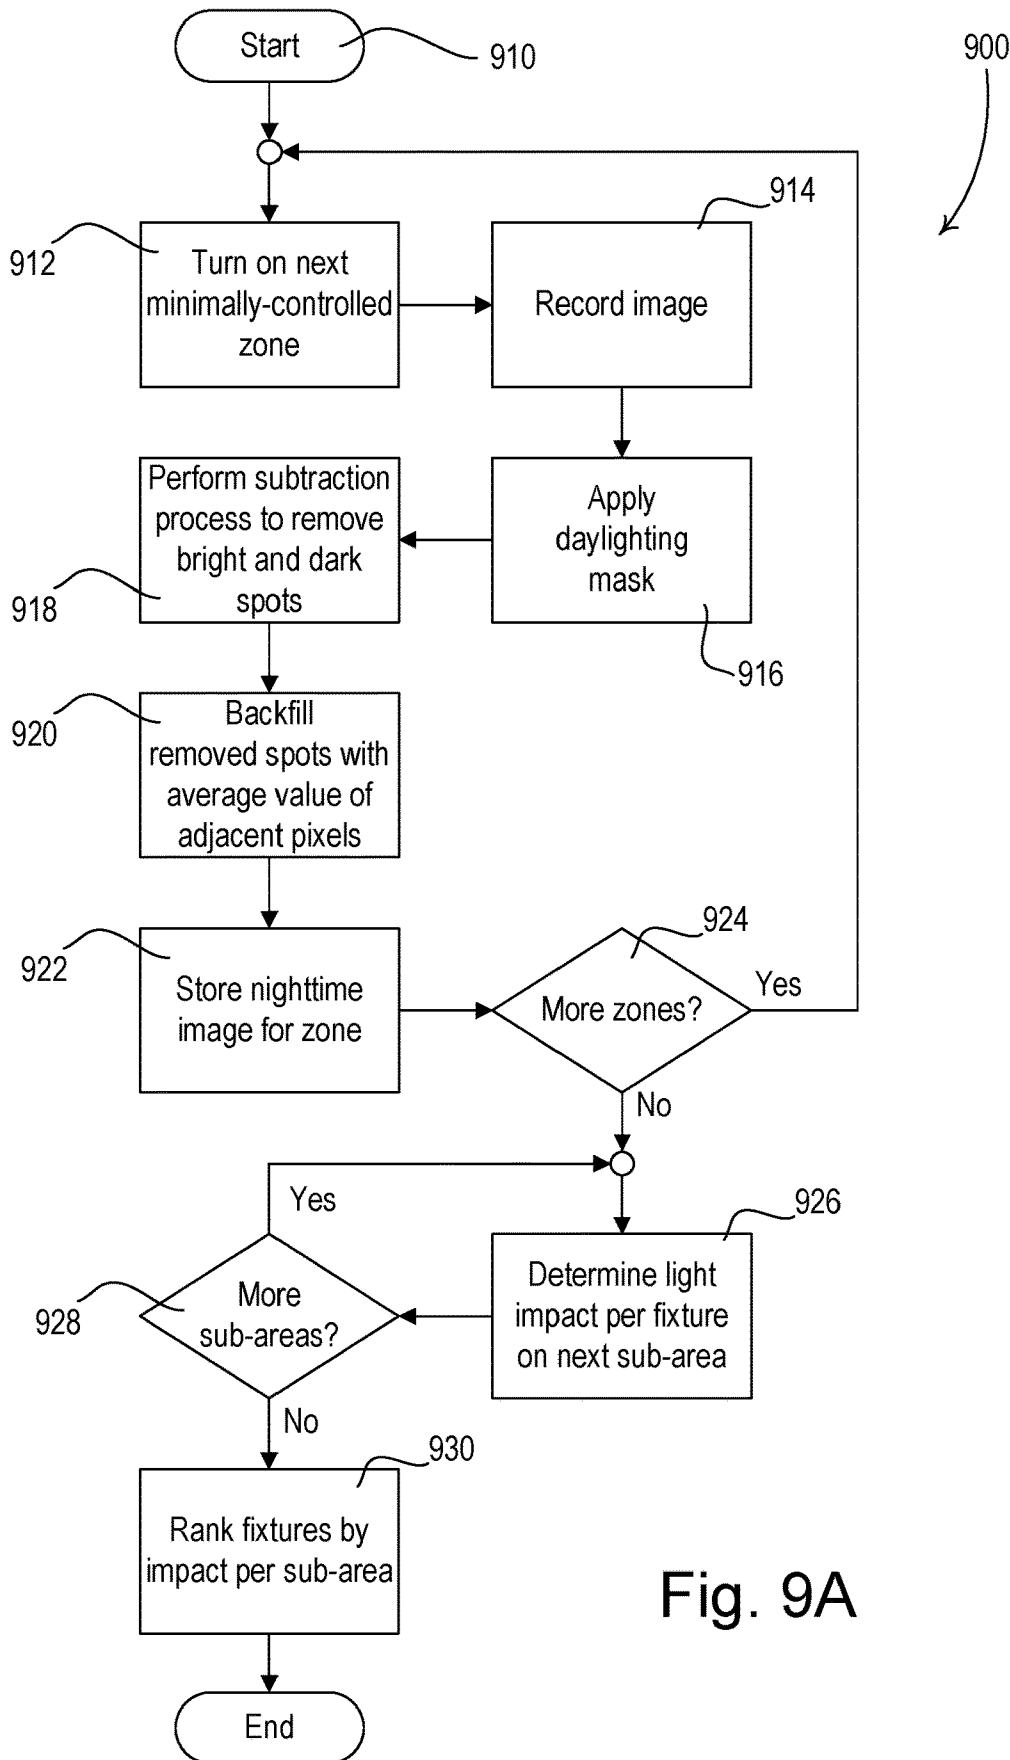 Start
910
900
914
912
Turn on next
minimally-controlled
zone
Record image
Perform subtraction
process to remove
bright and dark
spots
918
Apply
daylighting
mask
916
920
Backfill
removed spots with
average value of
adjacent pixels
922
Store nighttime
image for zone
924
More zones?
Yes
No
Yes
926
Determine light
impact per fixture
on next sub-area
928
More
sub-areas?
No
930
Rank fixtures by
impact per sub-area
Fig. 9A
End